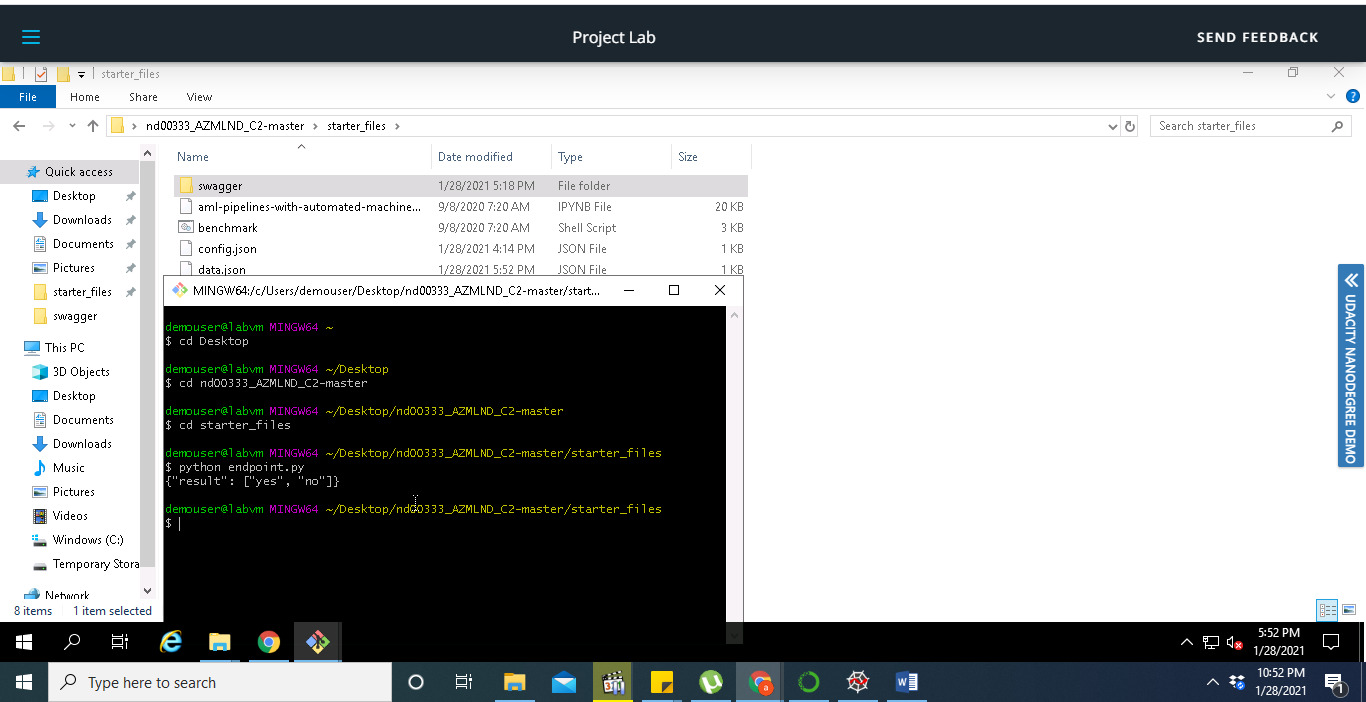 Project Lab
SEND FEEDBACK
starter_files
File Home Share View
nd00333_AZMLND_C2-master > starter_files >
Search starter_files
Name Date modified Type Size
Quick access
Desktop
Downloads
Documents
Pictures
starter_files
swagger
This PC
3D Objects
Desktop
Documents
Downloads
Music
Pictures
Videos
Windows (C:)
Temporary Stora
Network
swagger 1/28/2021 5:18 PM File folder
aml-pipelines-with-automated-machine... 9/8/2020 7:20 AM IPYNB File 20 KB
benchmark 9/8/2020 7:20 AM Shell Script 3 KB
config.json 1/28/2021 4:14 PM JSON File 1 KB
data.json 1/28/2021 5:52 PM JSON File 1 KB
MINGW64:/c/Users/demouser/Desktop/nd00333_AZMLND_C2-master/start...
demouser@labvm MINGW64 ~
$ cd Desktop
demouser@labvm MINGW64 ~/Desktop
$ cd nd00333_AZMLND_C2-master
demouser@labvm MINGW64 ~/Desktop/nd00333_AZMLND_C2-master
$ cd starter_files
demouser@labvm MINGW64 ~/Desktop/nd00333_AZMLND_C2-master/starter_files
$ python endpoint.py
{"result": ["yes", "no"]}
demouser@labvm MINGW64 ~/Desktop/nd00333_AZMLND_C2-master/starter_files
$
UDACITY NANODEGREE DEMO
8 items 1 item selected
5:52 PM
1/28/2021
Type here to search
10:52 PM
1/28/2021
1